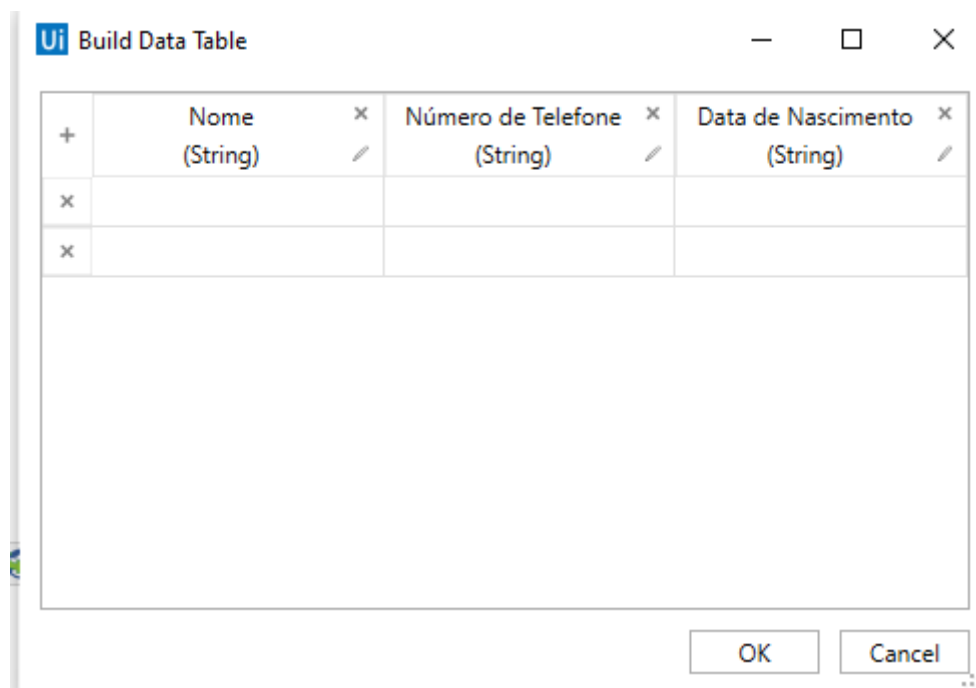 Ui Build Data Table
Nome
(String)
Número de Telefone
(String)
Data de Nascimento
(String)
OK
Cancel